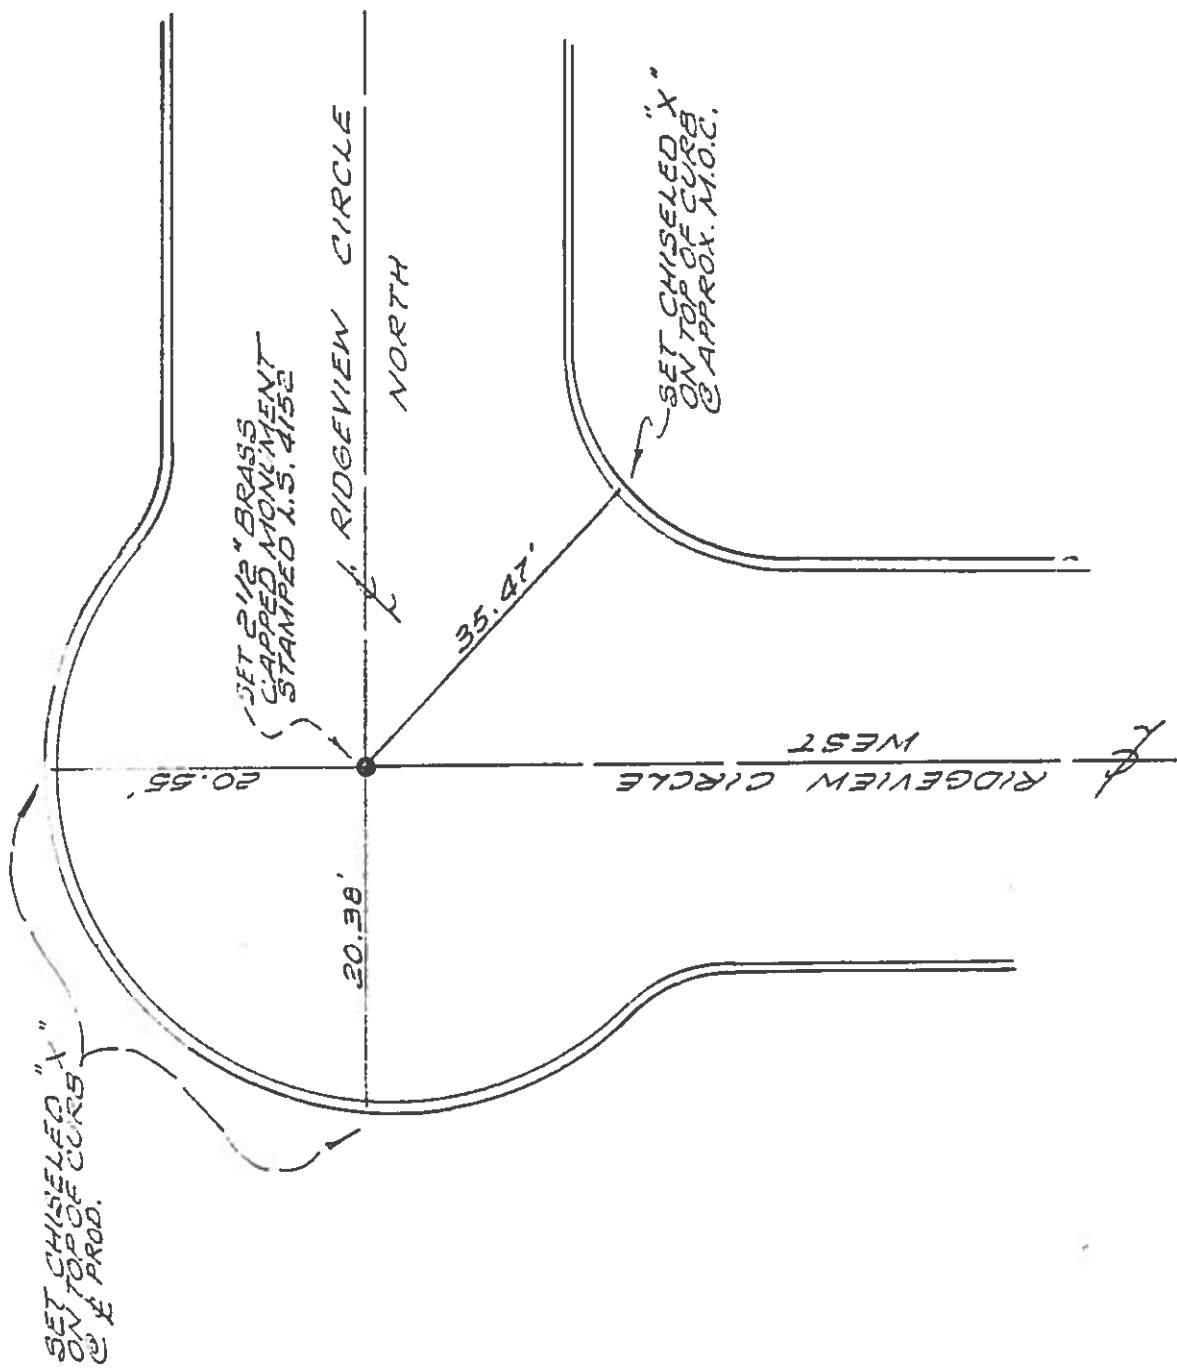 SET CHISELED "X"
ON TOP OF CURB
@ ℄ PROD.
SET 2 1/2" BRASS
CAPPED MONUMENT
STAMPED L.S. 4152
20.55'
℄ RIDGEVIEW CIRCLE
NORTH
35.47'
SET CHISELED "X"
ON TOP OF CURB
@ APPROX. M.O.C.
20.38'
RIDGEVIEW CIRCLE ℄
WEST